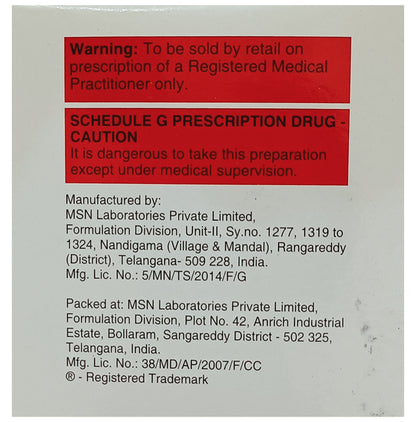 Warning: To be sold by retail on
prescription of a Registered Medical
Practitioner only.
SCHEDULE G PRESCRIPTION DRUG -
CAUTION
It is dangerous to take this preparation
except under medical supervision.
Manufactured by:
MSN Laboratories Private Limited,
Formulation Division, Unit-II, Sy.no. 1277, 1319 to
1324, Nandigama (Village & Mandal), Rangareddy
(District), Telangana- 509 228, India.
Mfg. Lic. No.: 5/MN/TS/2014/F/G
Packed at: MSN Laboratories Private Limited,
Formulation Division, Plot No. 42, Anrich Industrial
Estate, Bollaram, Sangareddy District - 502 325,
Telangana, India.
Mfg. Lic. No.: 38/MD/AP/2007/F/CC
® - Registered Trademark